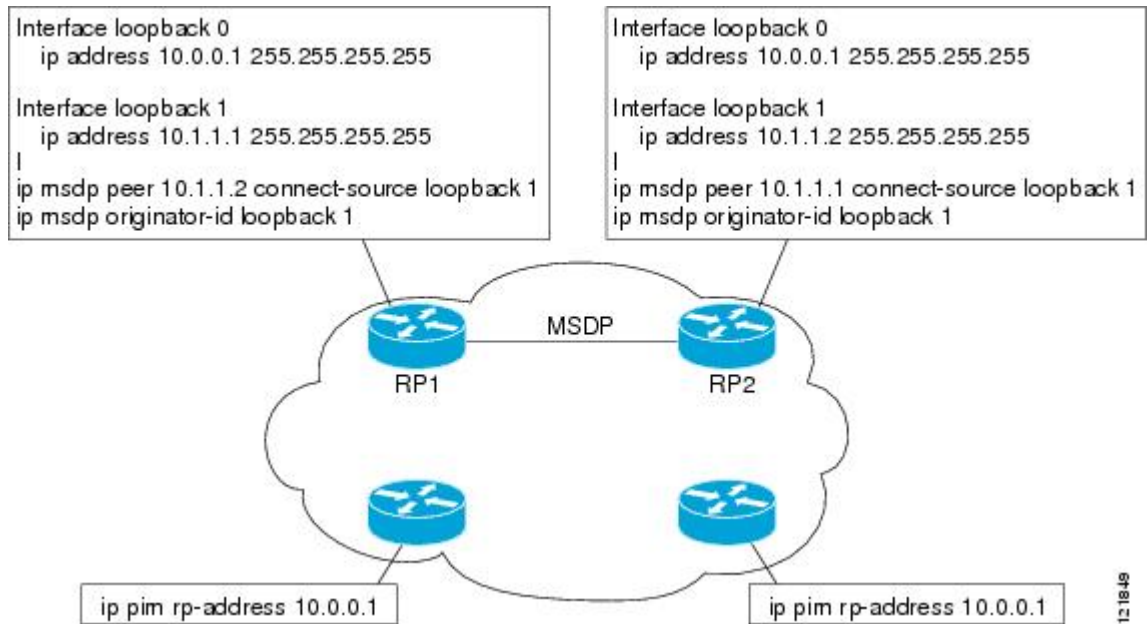 Interface loopback 0
ip address 10.0.0.1 255.255.255.255
Interface loopback 1
ip address 10.1.1.1 255.255.255.255
|
ip msdp peer 10.1.1.2 connect-source loopback 1
ip msdp originator-id loopback 1
Interface loopback 0
ip address 10.0.0.1 255.255.255.255
Interface loopback 1
ip address 10.1.1.2 255.255.255.255
|
ip msdp peer 10.1.1.1 connect-source loopback 1
ip msdp originator-id loopback 1
MSDP
RP1
RP2
ip pim rp-address 10.0.0.1
ip pim rp-address 10.0.0.1
121849